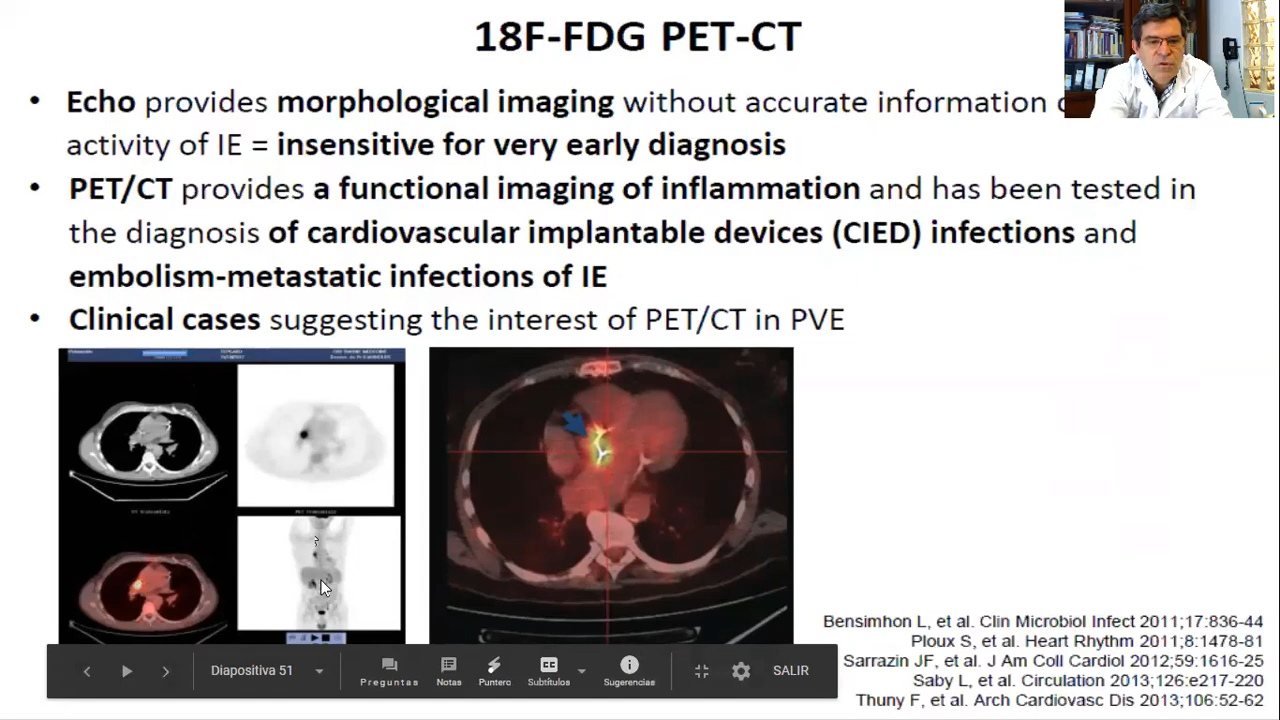 18F-FDG PET-CT
• Echo provides morphological imaging without accurate information
activity of IE = insensitive for very early diagnosis
• PET/CT provides a functional imaging of inflammation and has been tested in
the diagnosis of cardiovascular implantable devices (CIED) infections and
embolism-metastatic infections of IE
• Clinical cases suggesting the interest of PET/CT in PVE
Bensimhon L, et al. Clin Microbiol Infect 2011;17:836-44
Ploux S, et al. Heart Rhythm 2011;8:1478-81
Sarrazin JF, et al. J Am Coll Cardiol 2012;59:1616-25
Saby L, et al. Circulation 2013;126:e217-220
Thuny F, et al. Arch Cardiovasc Dis 2013;106:52-62
Diapositiva 51
Preguntas
Notas
Puntero
Subtítulos
Sugerencias
SALIR